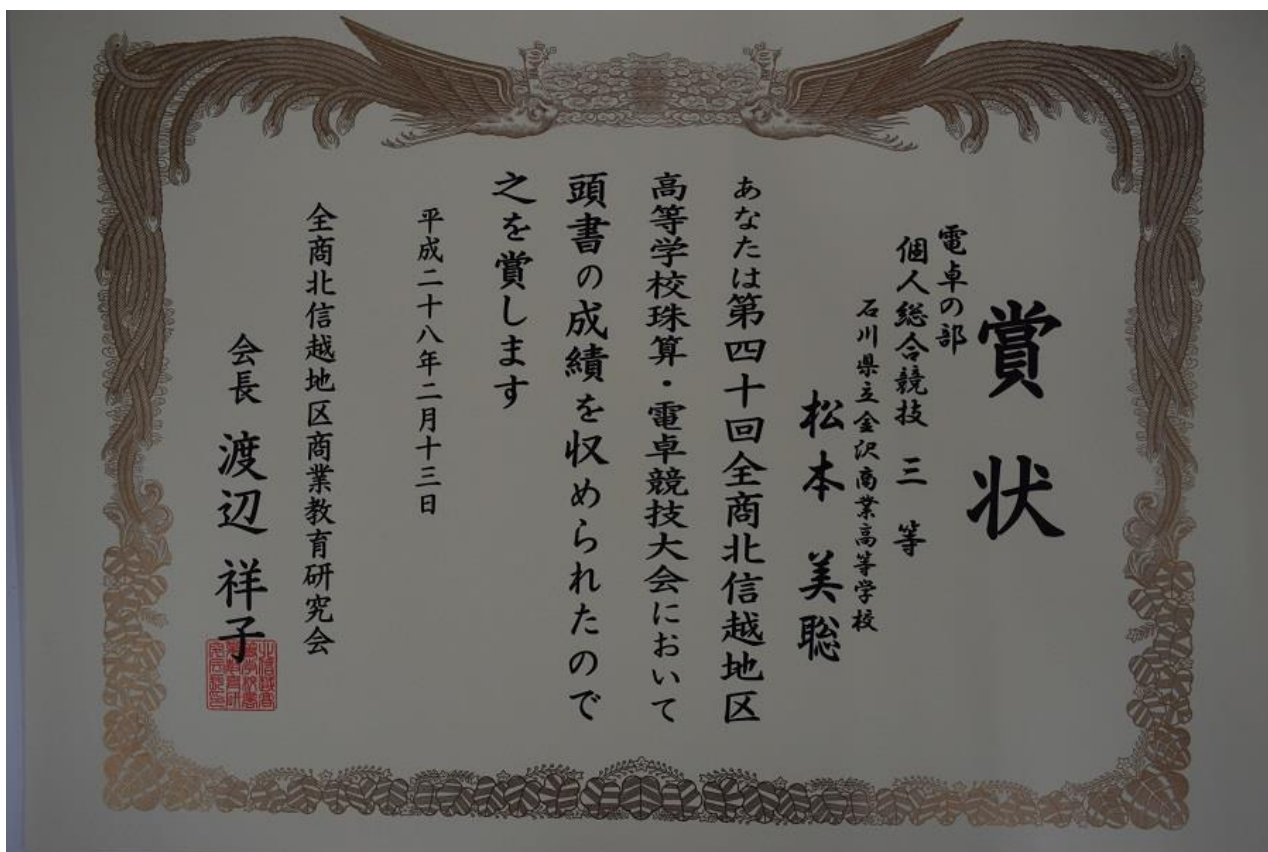 賞状
電卓の部
個人総合競技 三等
石川県立金沢商業高等学校
松本 美聡
あなたは第四十回全商北信越地区
高等学校珠算・電卓競技大会において
頭書の成績を収められたので
之を賞します
平成二十八年二月十三日
全商北信越地区商業教育研究会
会長 渡辺 祥子